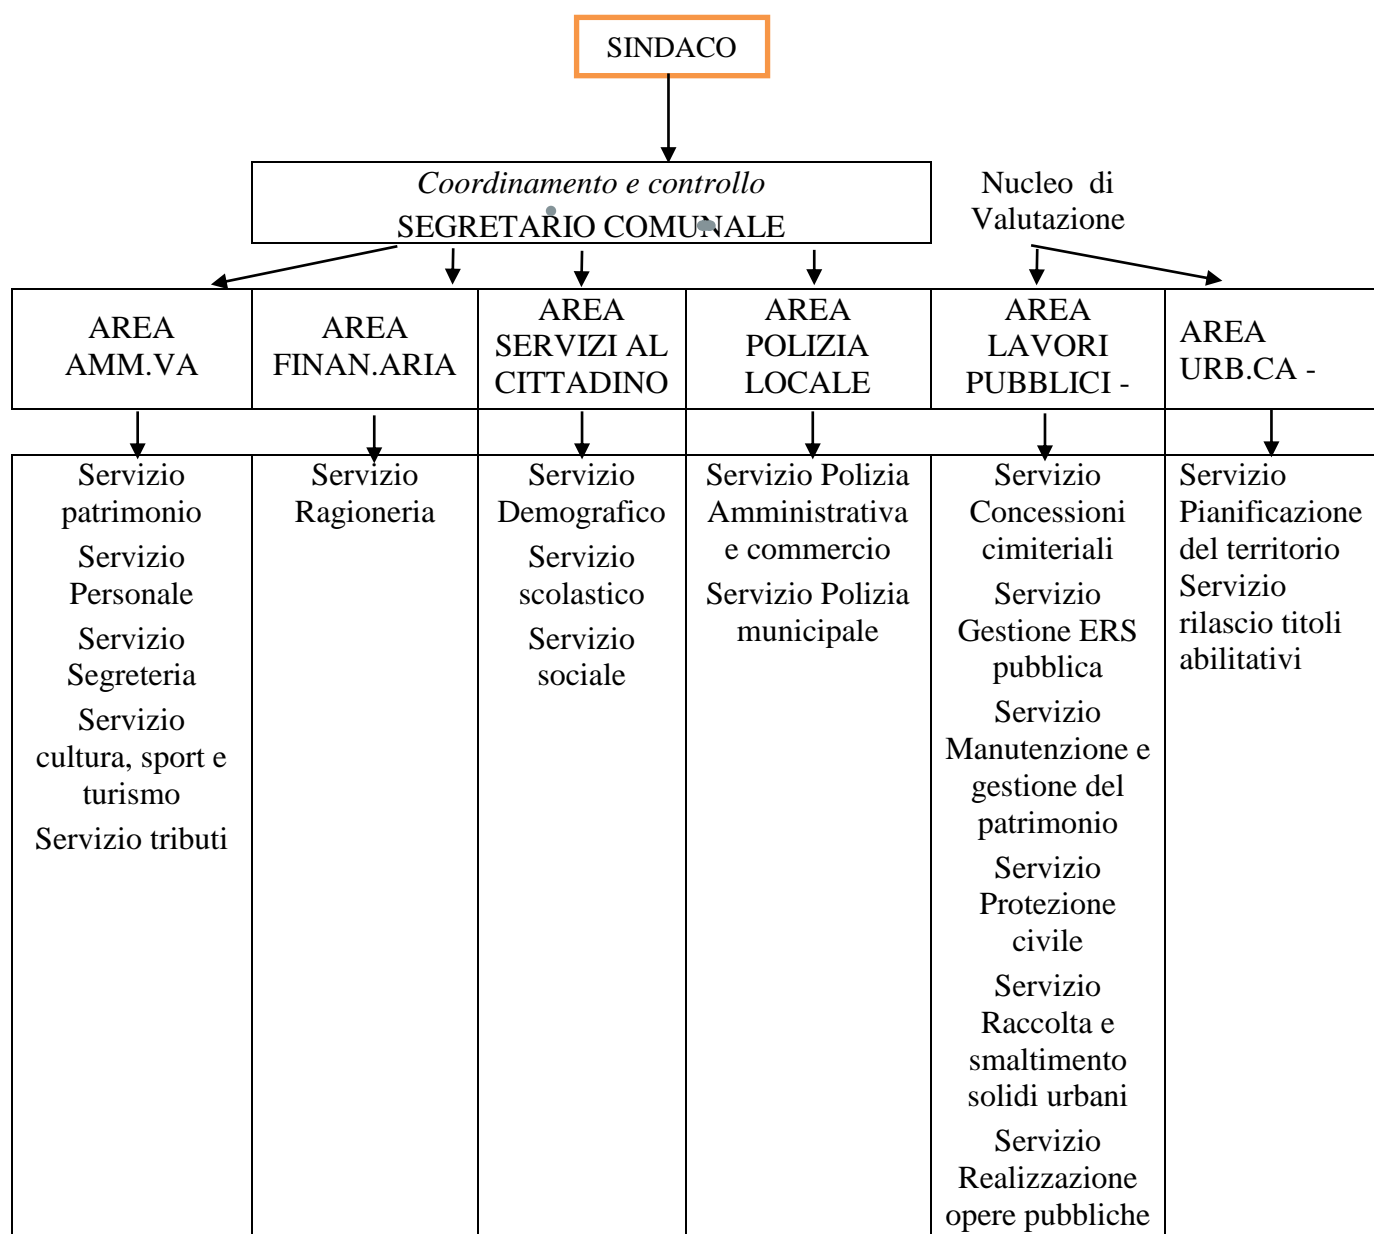 SINDACO
Coordinamento e controllo
SEGRETARIO COMUNALE
Nucleo di
Valutazione
AREA
AMM.VA
AREA
FINAN.ARIA
AREA
SERVIZI AL
CITTADINO
AREA
POLIZIA
LOCALE
AREA
LAVORI
PUBBLICI -
AREA
URB.CA -
Servizio
patrimonio
Servizio
Personale
Servizio
Segreteria
Servizio
cultura, sport e
turismo
Servizio tributi
Servizio
Ragioneria
Servizio
Demografico
Servizio
scolastico
Servizio
sociale
Servizio Polizia
Amministrativa
e commercio
Servizio Polizia
municipale
Servizio
Concessioni
cimiteriali
Servizio
Gestione ERS
pubblica
Servizio
Manutenzione e
gestione del
patrimonio
Servizio
Protezione
civile
Servizio
Raccolta e
smaltimento
solidi urbani
Servizio
Realizzazione
opere pubbliche
Servizio
Pianificazione
del territorio
Servizio
rilascio titoli
abilitativi